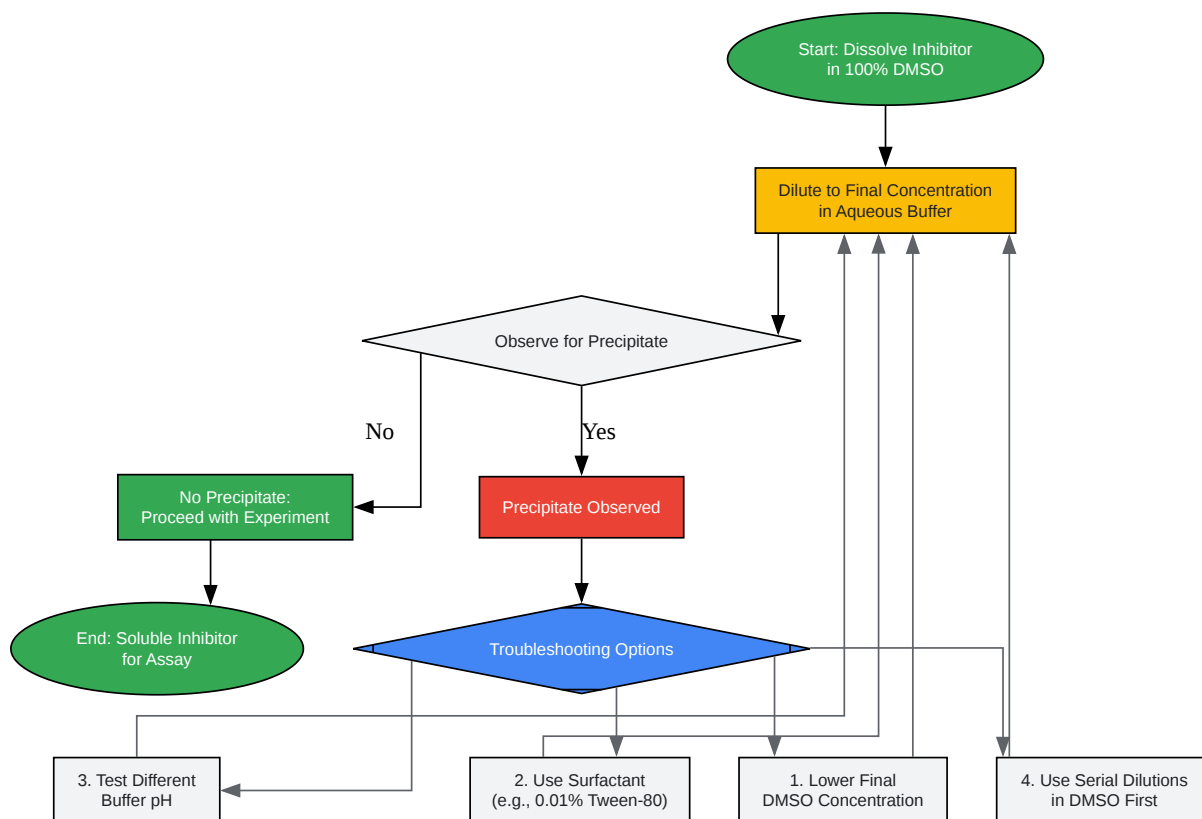 Start: Dissolve Inhibitor
in 100% DMSO
Dilute to Final Concentration
in Aqueous Buffer
Observe for Precipitate
No
Yes
No Precipitate:
Proceed with Experiment
Precipitate Observed
End: Soluble Inhibitor
for Assay
Troubleshooting Options
3. Test Different
Buffer pH
2. Use Surfactant
(e.g., 0.01% Tween-80)
1. Lower Final
DMSO Concentration
4. Use Serial Dilutions
in DMSO First